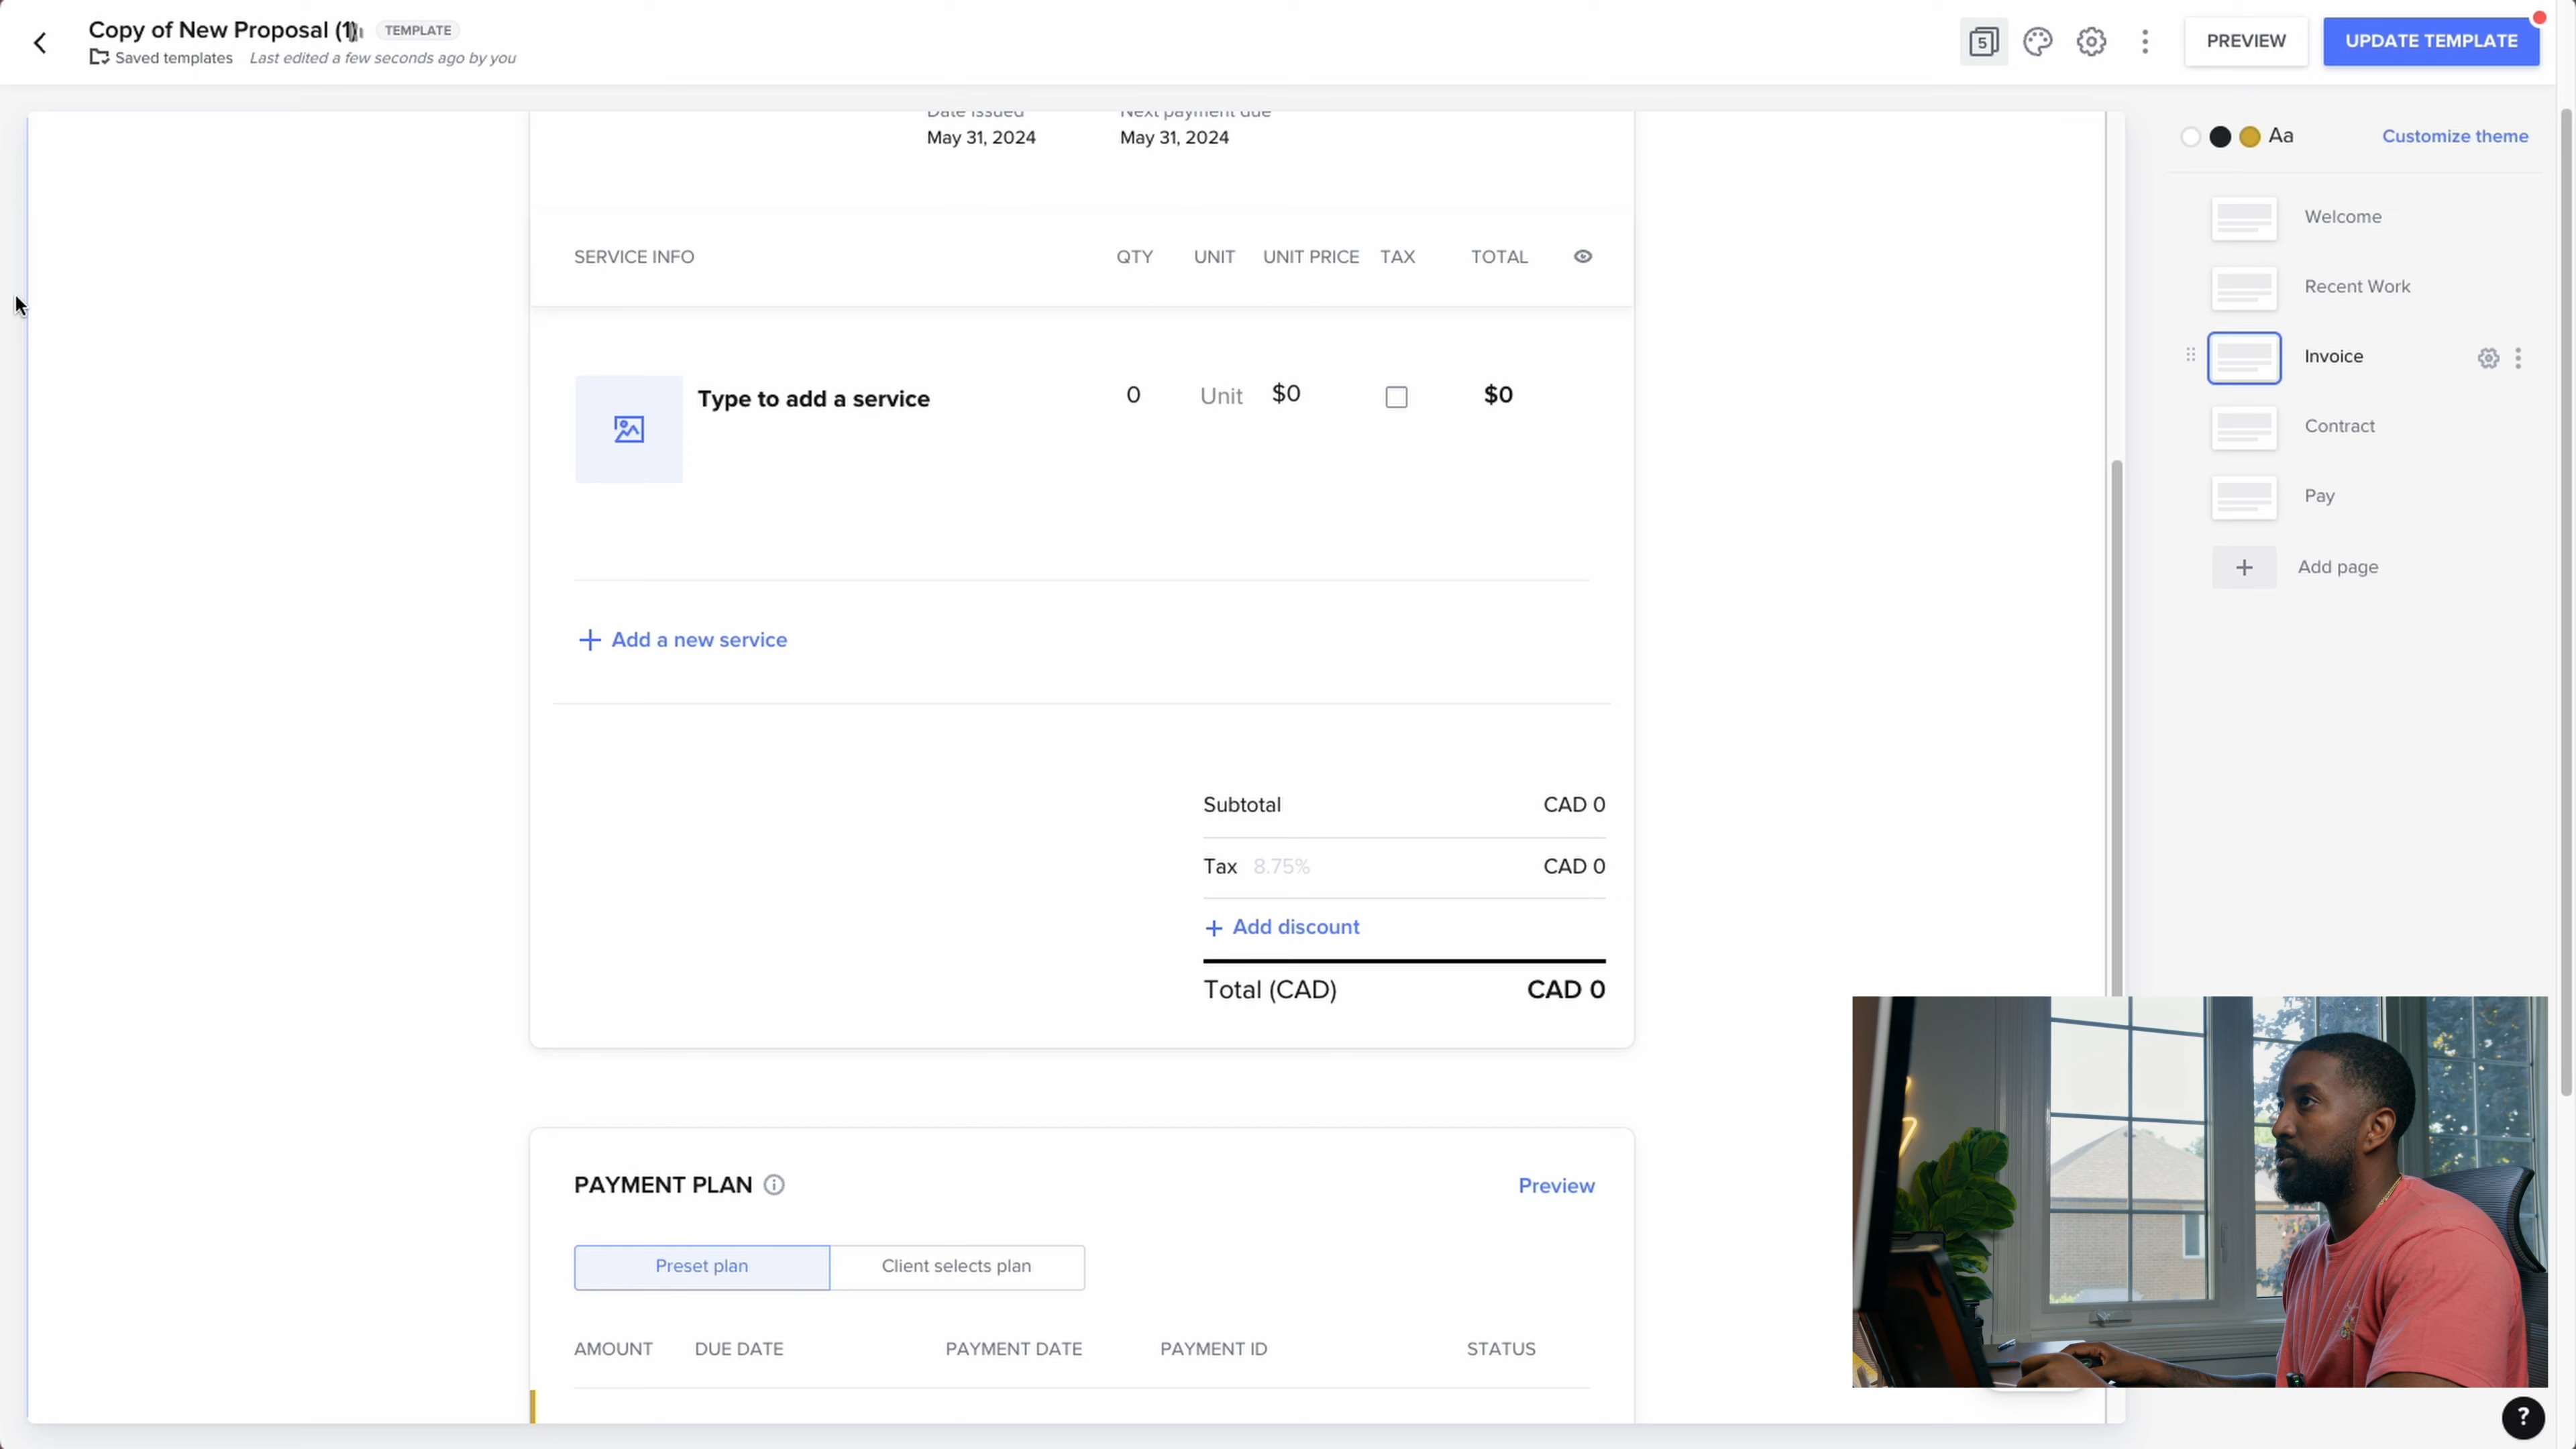 Copy of New Proposal (1)
TEMPLATE
Saved templates
Last edited a few seconds ago by you
5
PREVIEW
UPDATE TEMPLATE
Date issued
Next payment due
May 31, 2024
May 31, 2024
SERVICE INFO
QTY
UNIT
UNIT PRICE
TAX
TOTAL
Type to add a service
0
Unit
$0
$0
Add a new service
Subtotal
CAD 0
Tax
8.75%
CAD 0
Add discount
Total (CAD)
CAD 0
PAYMENT PLAN
Preview
Preset plan
Client selects plan
AMOUNT
DUE DATE
PAYMENT DATE
PAYMENT ID
STATUS
Aa
Customize theme
Welcome
Recent Work
Invoice
Contract
Pay
Add page
?